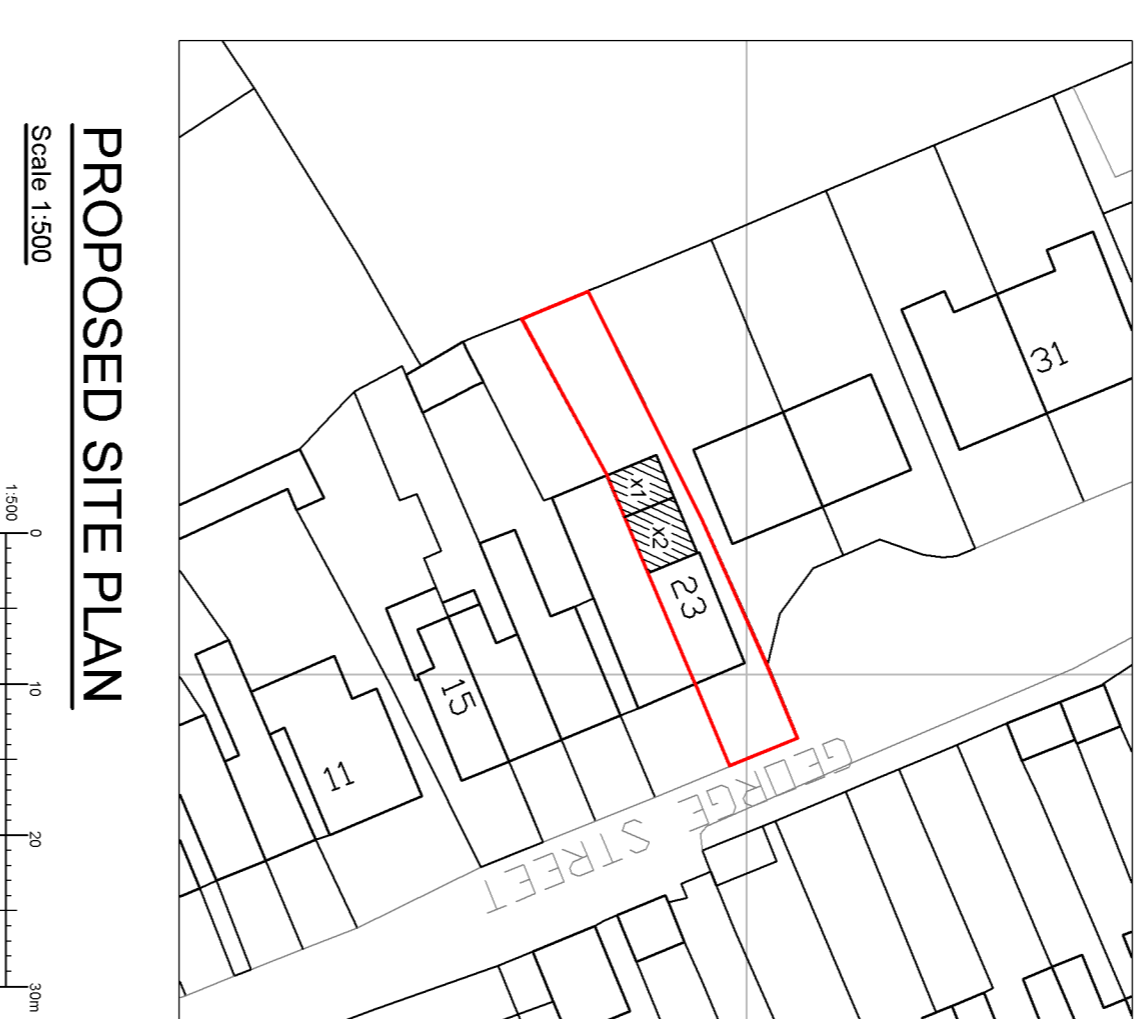 PROPOSED SITE PLAN
Scale 1:500
31
x1
x2
23
15
11
GEORGE STREET
1:500
0
10
20
30m